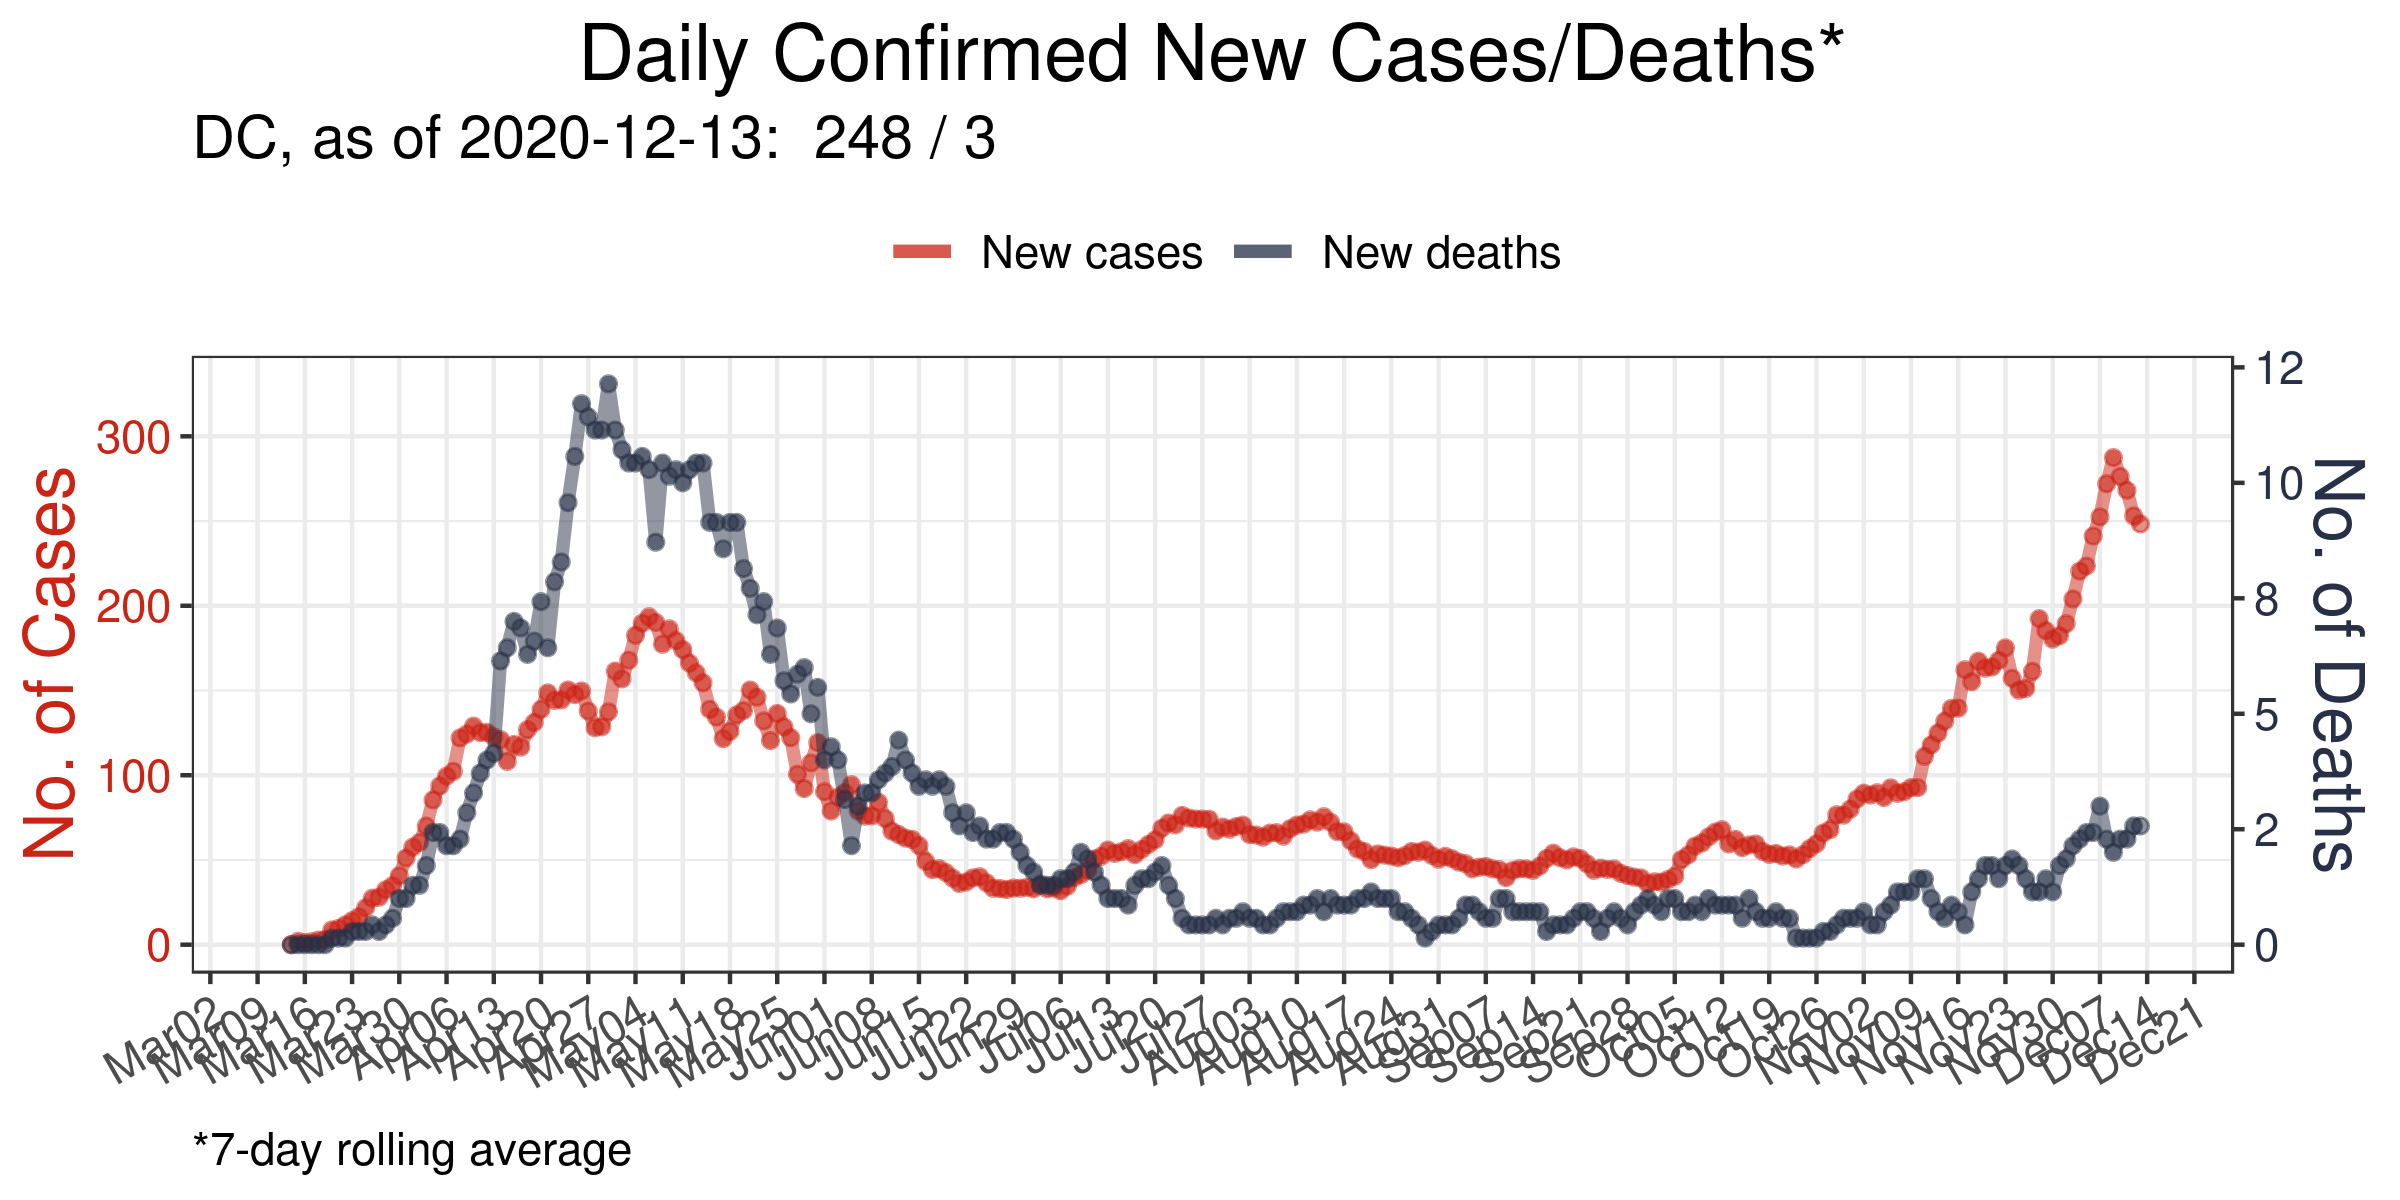 Daily Confirmed New Cases/Deaths*
DC, as of 2020-12-13:  248 / 3
New cases
New deaths
No. of Cases
300
200
100
0
12
10
8
5
2
0
No. of Deaths
Mar02
Mar09
Mar16
Mar23
Mar30
Apr06
Apr13
Apr20
Apr27
May04
May11
May18
May25
Jun01
Jun08
Jun15
Jun22
Jun29
Jul06
Jul13
Jul20
Jul27
Aug03
Aug10
Aug17
Aug24
Aug31
Sep07
Sep14
Sep21
Sep28
Oct05
Oct12
Oct19
Oct26
Nov02
Nov09
Nov16
Nov23
Nov30
Dec07
Dec14
Dec21
*7-day rolling average